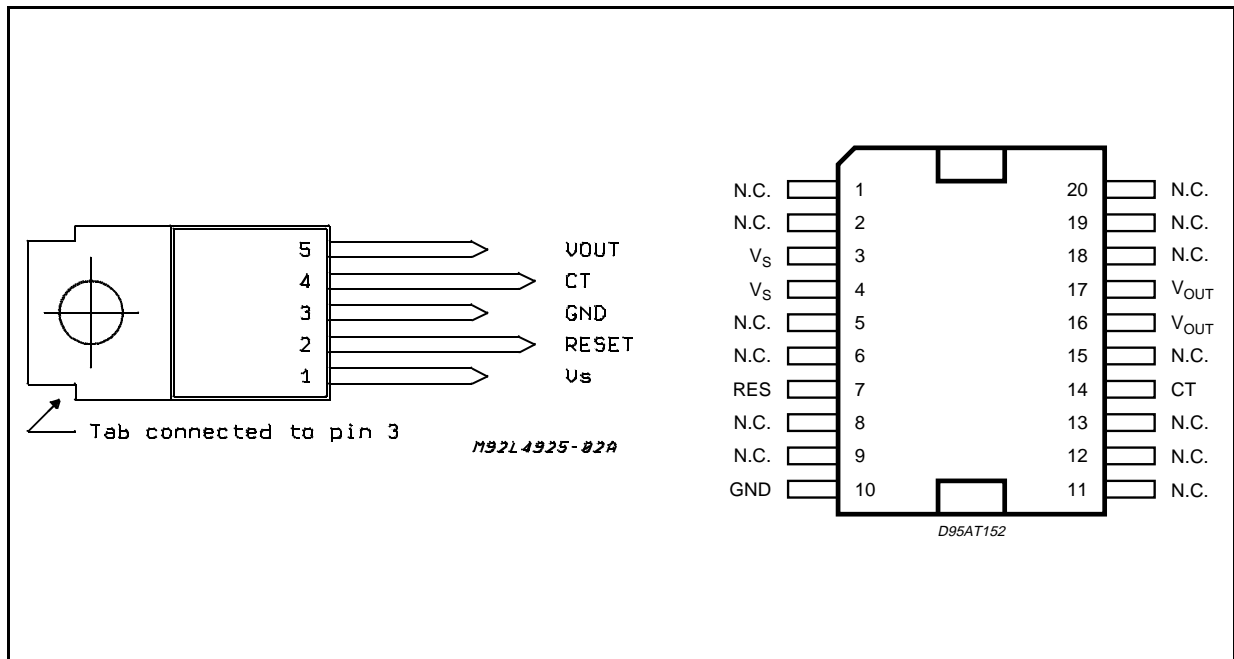 5 VOUT
4 CT
3 GND
2 RESET
1 Vs
Tab connected to pin 3
M92L4925-02A
N.C. 1 20 N.C.
N.C. 2 19 N.C.
VS 3 18 N.C.
VS 4 17 VOUT
N.C. 5 16 VOUT
N.C. 6 15 N.C.
RES 7 14 CT
N.C. 8 13 N.C.
N.C. 9 12 N.C.
GND 10 11 N.C.
D95AT152